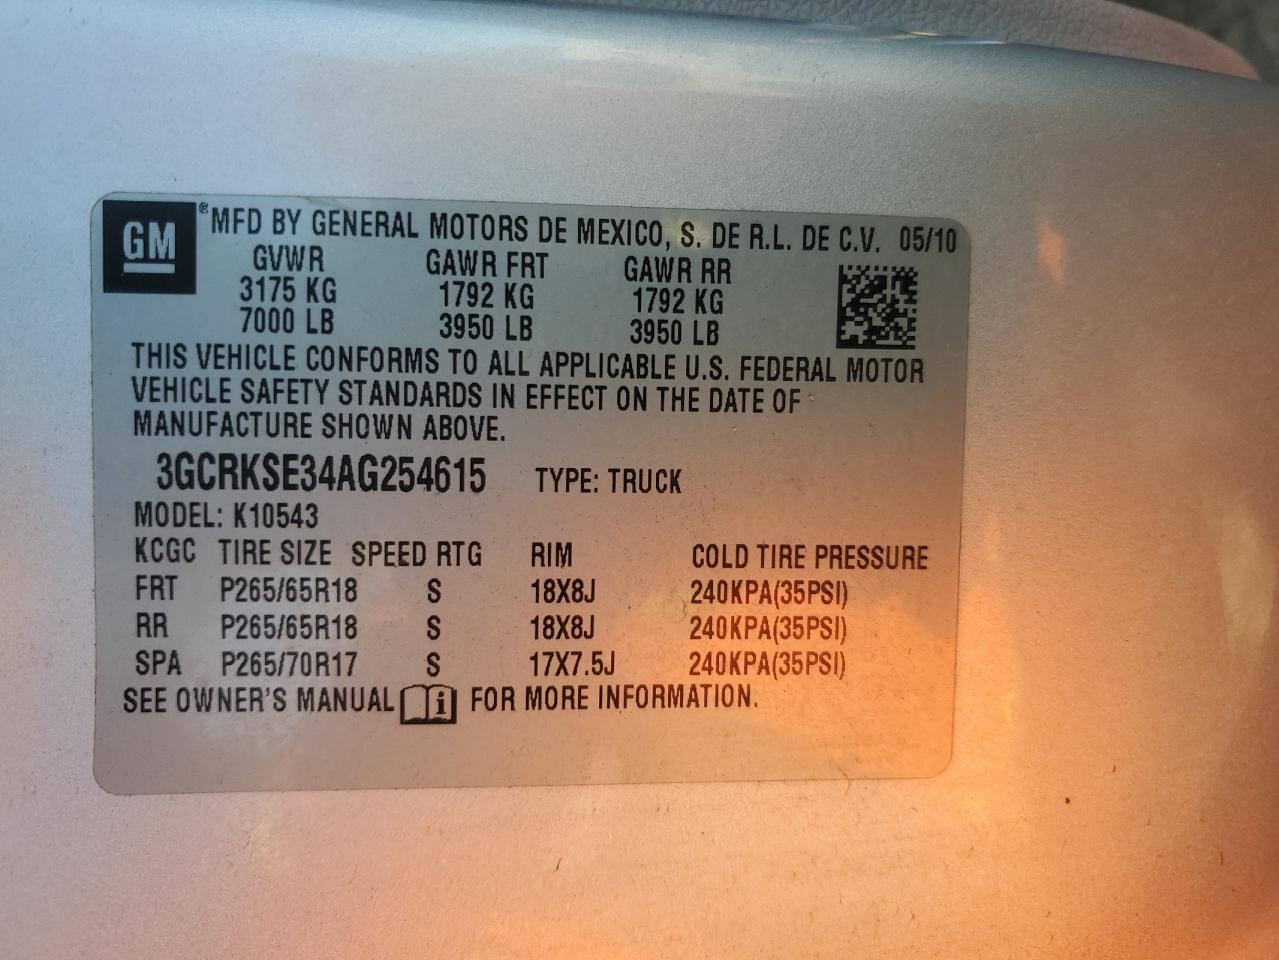 GM ® MFD BY GENERAL MOTORS DE MEXICO, S. DE R.L. DE C.V. 05/10
GVWR GAWR FRT GAWR RR
3175 KG 1792 KG 1792 KG
7000 LB 3950 LB 3950 LB
THIS VEHICLE CONFORMS TO ALL APPLICABLE U.S. FEDERAL MOTOR
VEHICLE SAFETY STANDARDS IN EFFECT ON THE DATE OF
MANUFACTURE SHOWN ABOVE.
3GCRKSE34AG254615 TYPE: TRUCK
MODEL: K10543
KCGC TIRE SIZE SPEED RTG RIM COLD TIRE PRESSURE
FRT P265/65R18 S 18X8J 240KPA(35PSI)
RR P265/65R18 S 18X8J 240KPA(35PSI)
SPA P265/70R17 S 17X7.5J 240KPA(35PSI)
SEE OWNER'S MANUAL i FOR MORE INFORMATION.